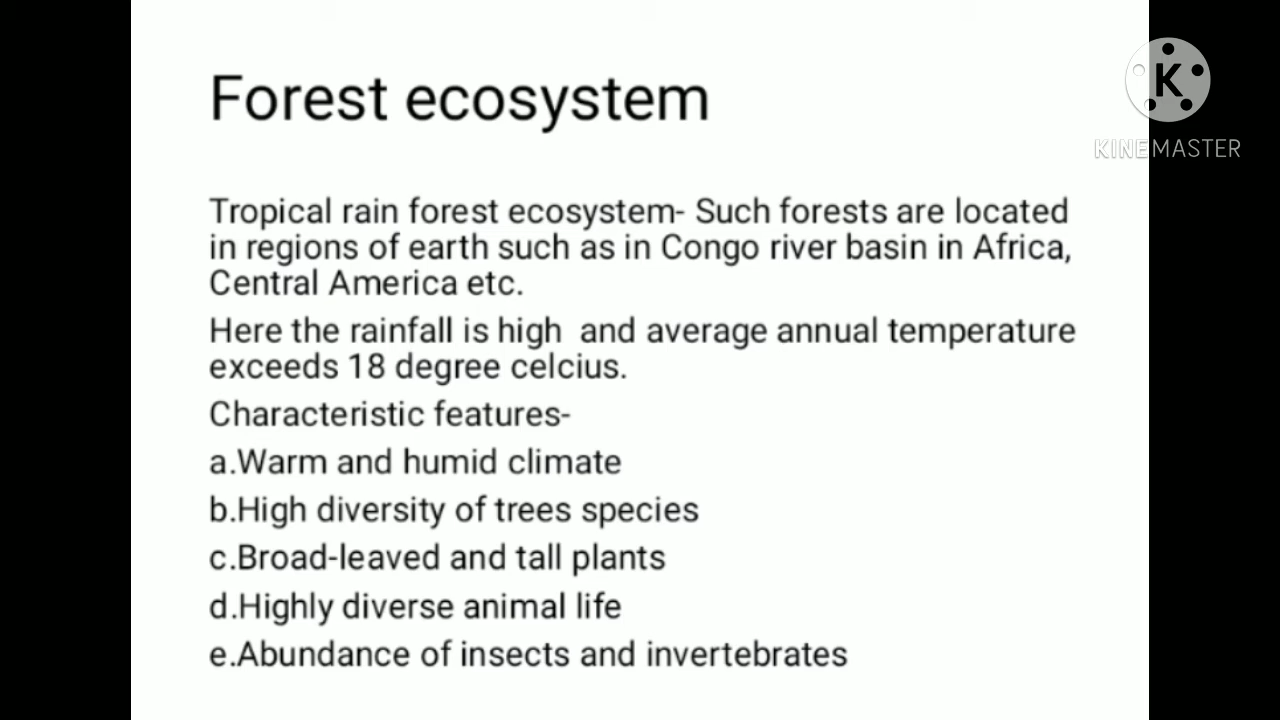 Forest ecosystem
K
KINEMASTER
Tropical rain forest ecosystem- Such forests are located
in regions of earth such as in Congo river basin in Africa,
Central America etc.
Here the rainfall is high  and average annual temperature
exceeds 18 degree celcius.
Characteristic features-
a.Warm and humid climate
b.High diversity of trees species
c.Broad-leaved and tall plants
d.Highly diverse animal life
e.Abundance of insects and invertebrates